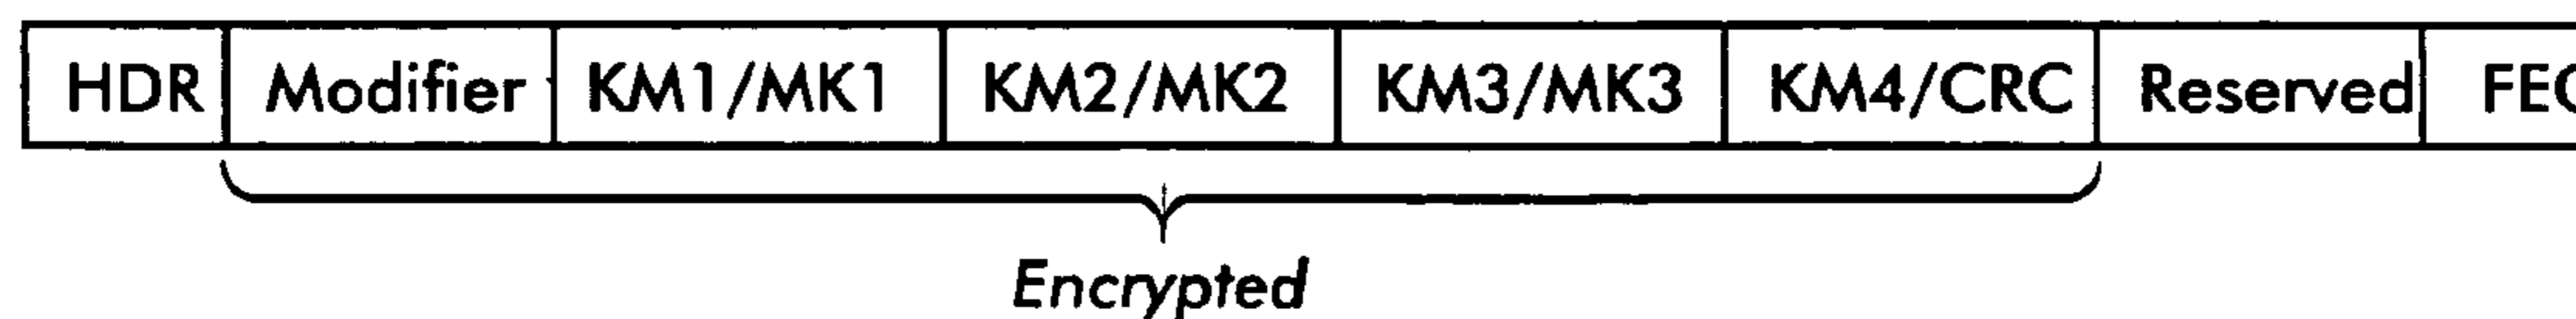 HDR Modifier KM1/MK1 KM2/MK2 KM3/MK3 KM4/CRC Reserved
Encrypted